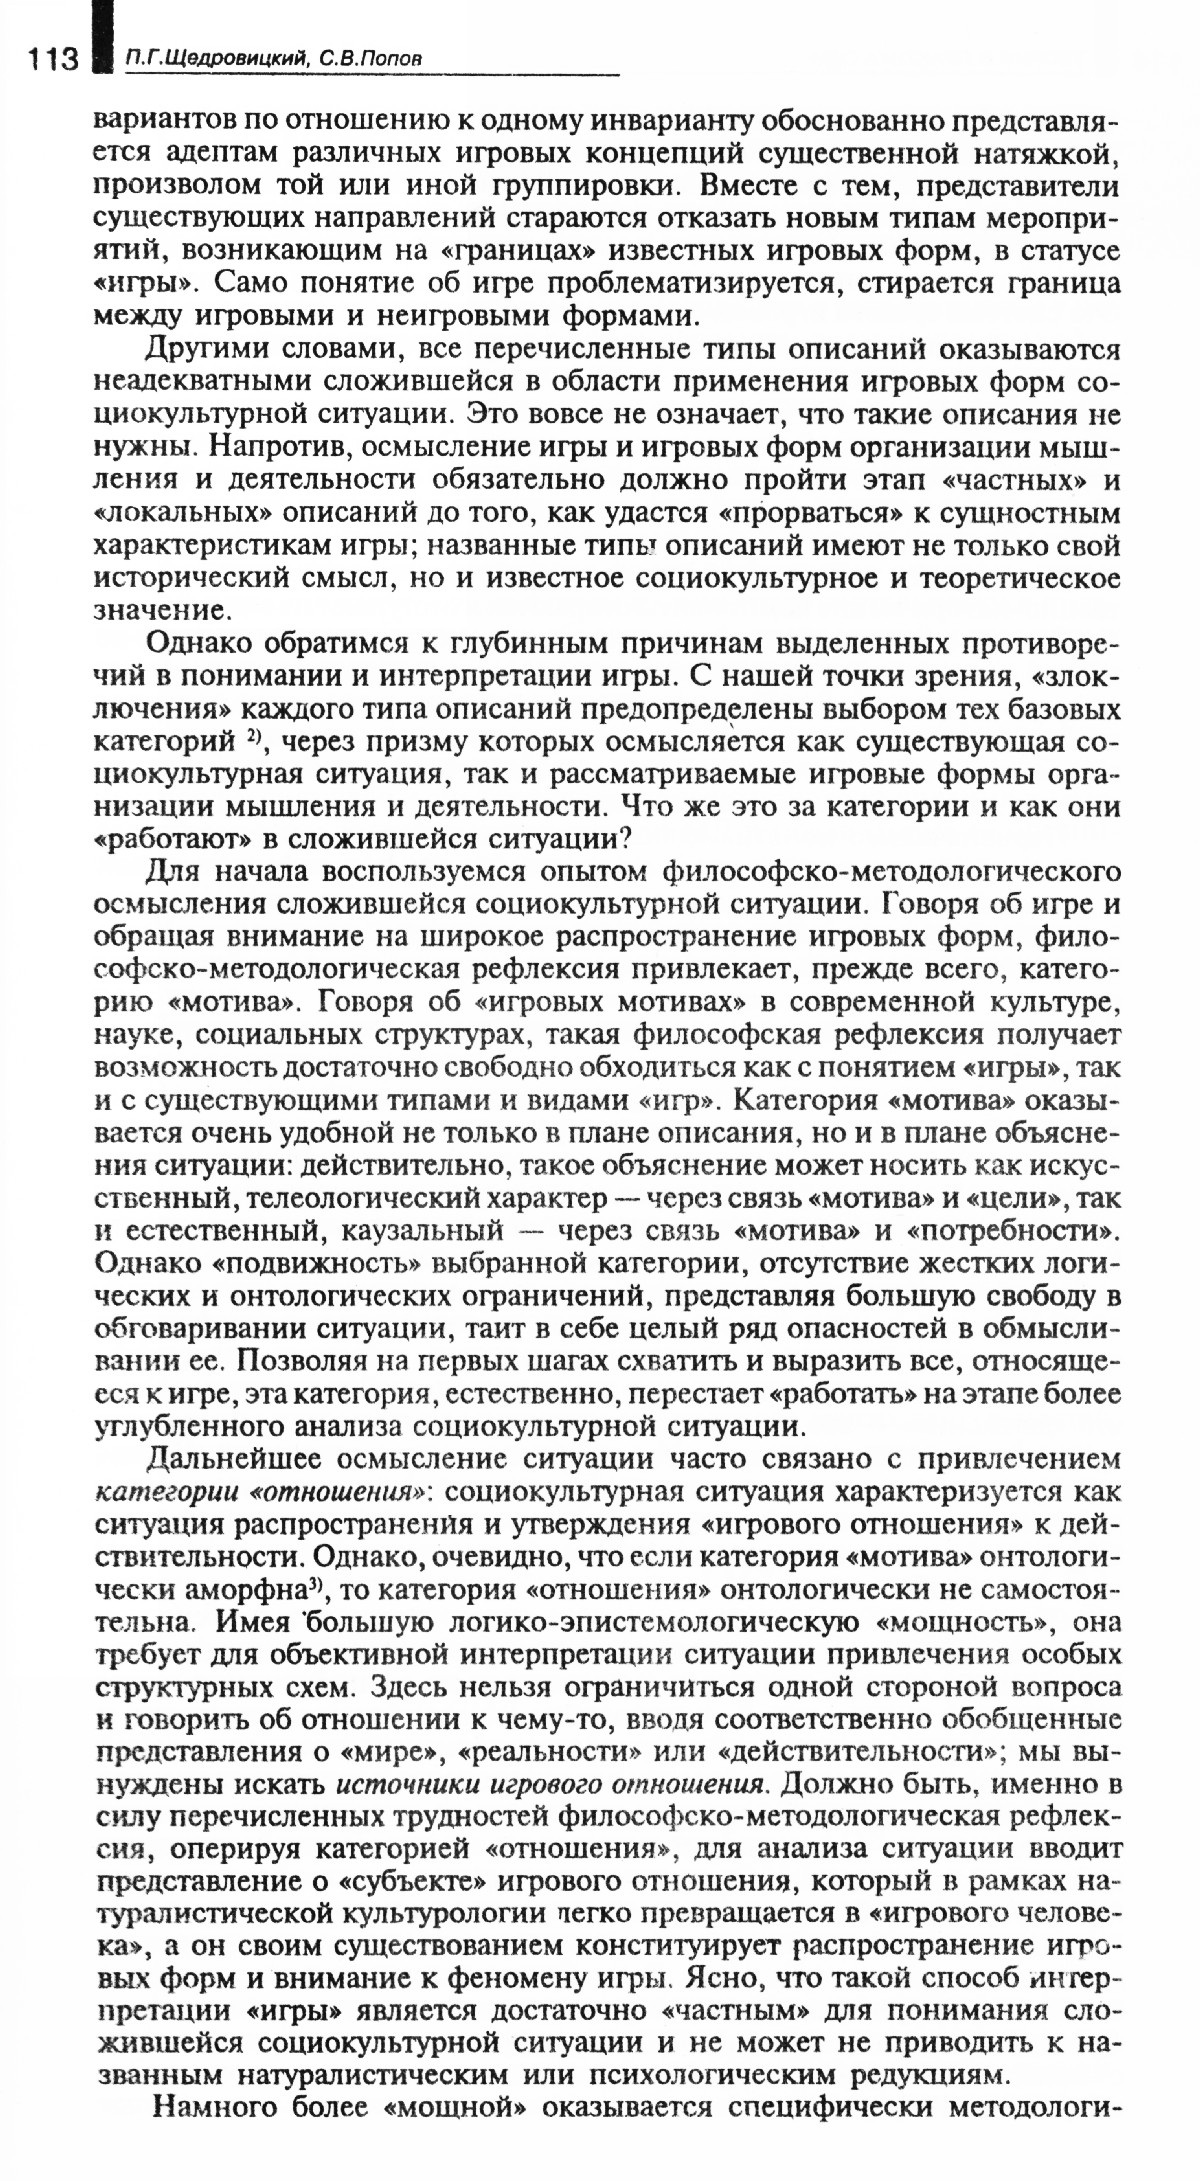 113 П.Г.Щедровицкий, С.В.Попов
вариантов по отношению к одному инварианту обоснованно представля-
ется адептам различных игровых концепций существенной натяжкой,
произволом той или иной группировки. Вместе с тем, представители
существующих направлений стараются отказать новым типам меропри-
ятий, возникающим на «границах» известных игровых форм, в статусе
«игры». Само понятие об игре проблематизируется, стирается граница
между игровыми и неигровыми формами.
Другими словами, все перечисленные типы описаний оказываются
неадекватными сложившейся в области применения игровых форм со-
циокультурной ситуации. Это вовсе не означает, что такие описания не
нужны. Напротив, осмысление игры и игровых форм организации мыш-
ления и деятельности обязательно должно пройти этап «частных» и
«локальных» описаний до того, как удастся «прорваться» к сущностным
характеристикам игры; названные типы описаний имеют не только свой
исторический смысл, но и известное социокультурное и теоретическое
значение.
Однако обратимся к глубинным причинам выделенных противоре-
чий в понимании и интерпретации игры. С нашей точки зрения, «злок-
лючения» каждого типа описаний предопределены выбором тех базовых
категорий ²⁾, через призму которых осмысляется как существующая со-
циокультурная ситуация, так и рассматриваемые игровые формы орга-
низации мышления и деятельности. Что же это за категории и как они
«работают» в сложившейся ситуации?
Для начала воспользуемся опытом философско-методологического
осмысления сложившейся социокультурной ситуации. Говоря об игре и
обращая внимание на широкое распространение игровых форм, фило-
софско-методологическая рефлексия привлекает, прежде всего, катего-
рию «мотива». Говоря об «игровых мотивах» в современной культуре,
науке, социальных структурах, такая философская рефлексия получает
возможность достаточно свободно обходиться как с понятием «игры», так
и с существующими типами и видами «игр». Категория «мотива» оказы-
вается очень удобной не только в плане описания, но и в плане объясне-
ния ситуации: действительно, такое объяснение может носить как искус-
ственный, телеологический характер — через связь «мотива» и «цели», так
и естественный, каузальный — через связь «мотива» и «потребности».
Однако «подвижность» выбранной категории, отсутствие жестких логи-
ческих и онтологических ограничений, представляя большую свободу в
обговаривании ситуации, таит в себе целый ряд опасностей в обмысли-
вании ее. Позволяя на первых шагах схватить и выразить все, относяще-
еся к игре, эта категория, естественно, перестает «работать» на этапе более
углубленного анализа социокультурной ситуации.
Дальнейшее осмысление ситуации часто связано с привлечением
категории «отношения»: социокультурная ситуация характеризуется как
ситуация распространения и утверждения «игрового отношения» к дей-
ствительности. Однако, очевидно, что если категория «мотива» онтологи-
чески аморфна³⁾, то категория «отношения» онтологически не самостоя-
тельна. Имея большую логико-эпистемологическую «мощность», она
требует для объективной интерпретации ситуации привлечения особых
структурных схем. Здесь нельзя ограничиться одной стороной вопроса
и говорить об отношении к чему-то, вводя соответственно обобщенные
представления о «мире», «реальности» или «действительности»; мы вы-
нуждены искать источники игрового отношения. Должно быть, именно в
силу перечисленных трудностей философско-методологическая рефлек-
сия, оперируя категорией «отношения», для анализа ситуации вводит
представление о «субъекте» игрового отношения, который в рамках на-
туралистической культурологии легко превращается в «игрового челове-
ка», а он своим существованием конституирует распространение игро-
вых форм и внимание к феномену игры. Ясно, что такой способ интер-
претации «игры» является достаточно «частным» для понимания сло-
жившейся социокультурной ситуации и не может не приводить к на-
званным натуралистическим или психологическим редукциям.
Намного более «мощной» оказывается специфически методологи-